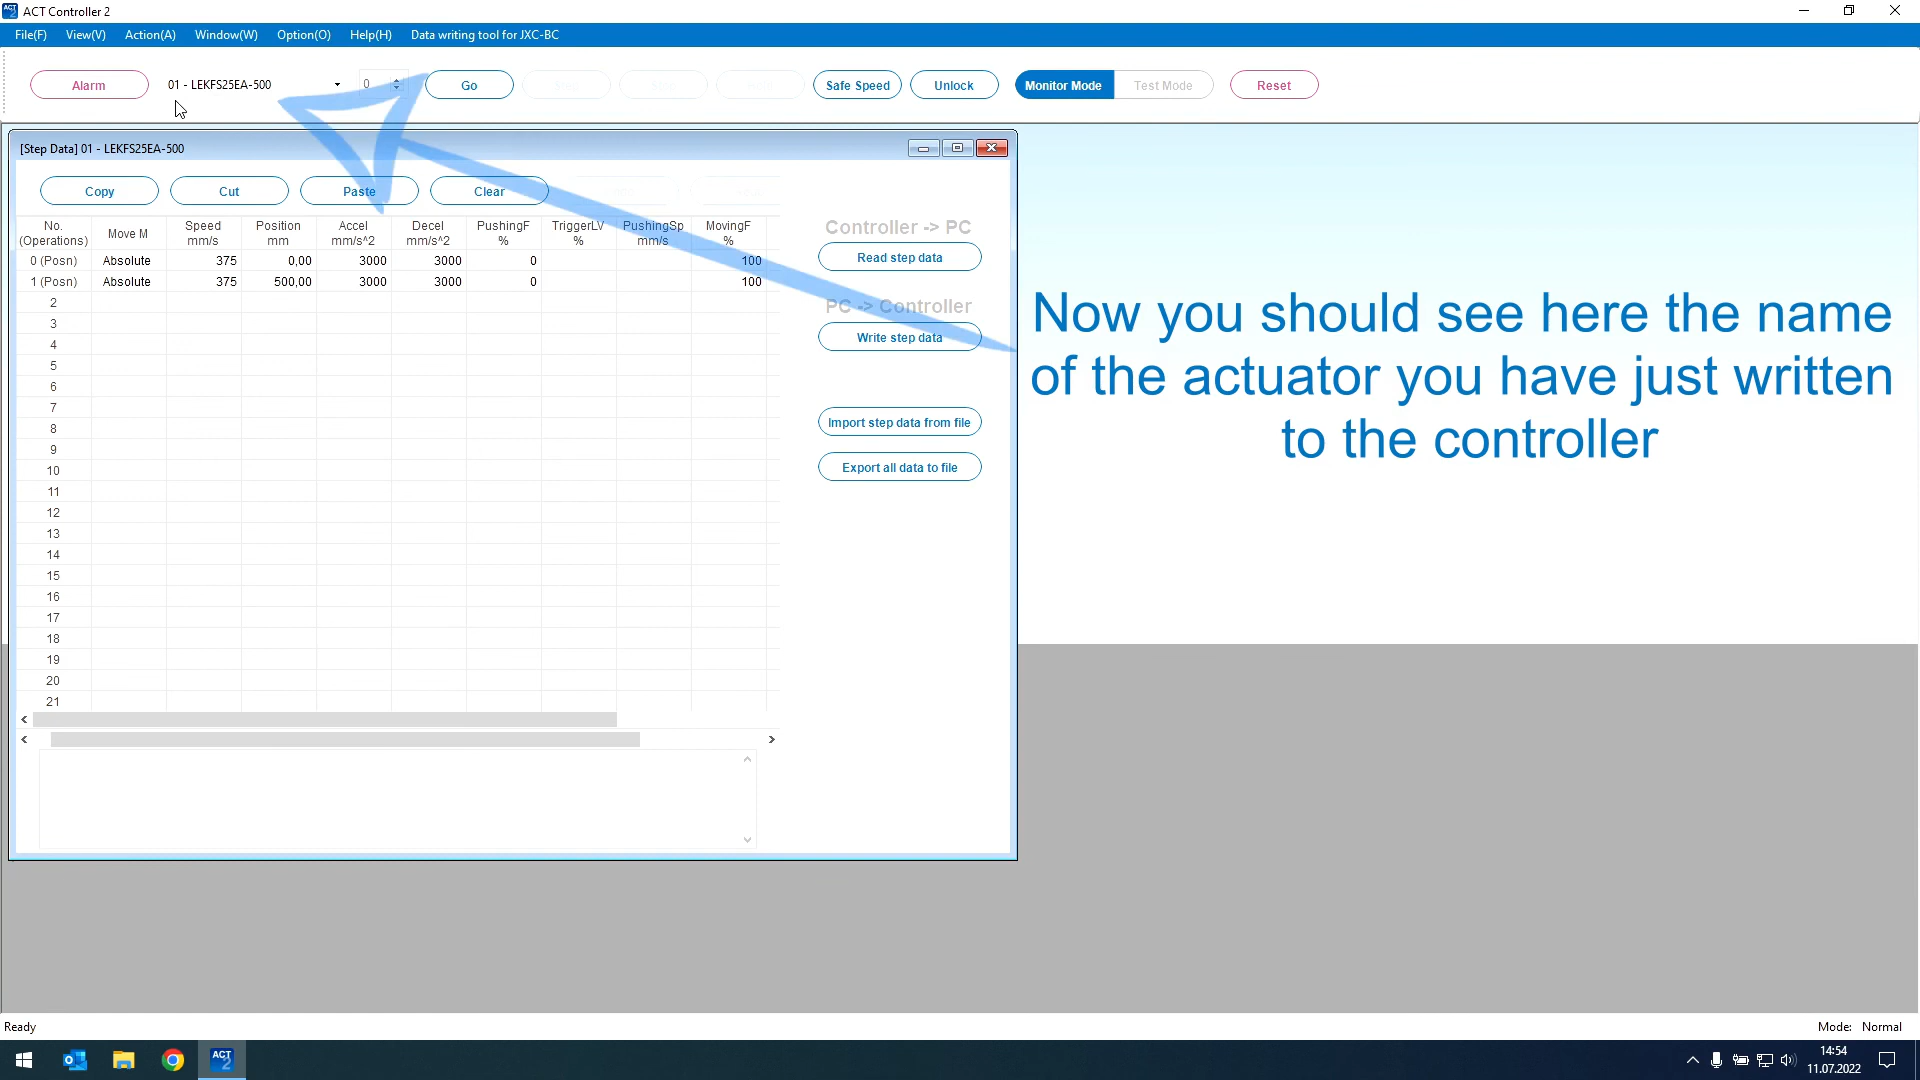 ACT Controller 2
File(F) View(V) Action(A) Window(W) Option(O) Help(H) Data writing tool for JXC-BC
Alarm 01 - LEKFS25EA-500 0 Go Safe Speed Unlock Monitor Mode Test Mode Reset
[Step Data] 01 - LEKFS25EA-500
Copy Cut Paste Clear
No. (Operations) Move M Speed mm/s Position mm Accel mm/s^2 Decel mm/s^2 PushingF % TriggerLV % PushingSp mm/s MovingF %
0 (Posn) Absolute 375 0,00 3000 3000 0 100
1 (Posn) Absolute 375 500,00 3000 3000 0 100
2
3
4
5
6
7
8
9
10
11
12
13
14
15
16
17
18
19
20
21
Controller -> PC
Read step data
PC -> Controller
Write step data
Import step data from file
Export all data to file
Now you should see here the name
of the actuator you have just written
to the controller
Ready Mode: Normal
ACT 2
14:54
11.07.2022